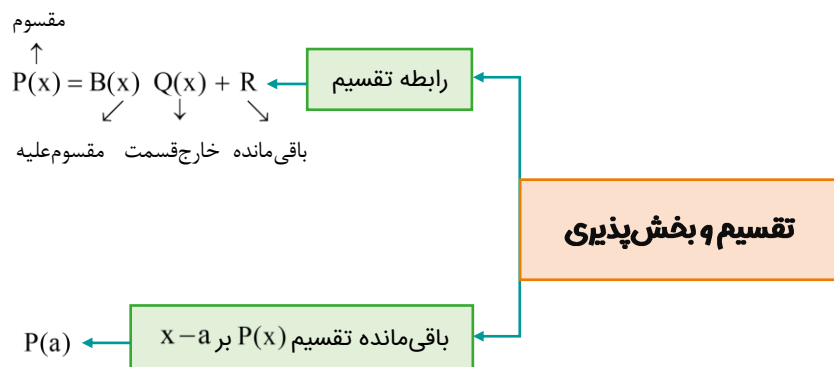 مقسوم
P(x) = B(x) Q(x) + R
رابطه تقسیم
مقسوم‌علیه خارج‌قسمت باقی‌مانده
تقسیم و بخش‌پذیری
باقی‌مانده تقسیم P(x) بر x − a
P(a)